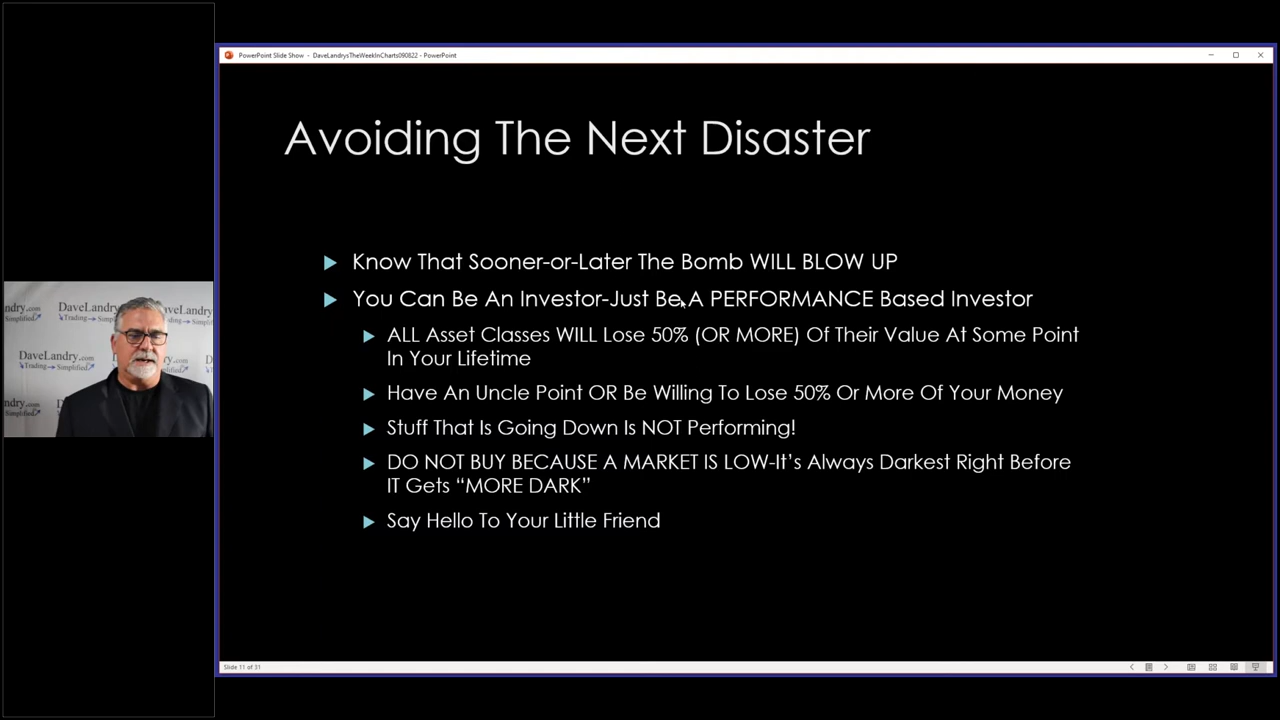 PowerPoint Slide Show - DaveLandrysTheWeekInCharts090822 - PowerPoint
Avoiding The Next Disaster
Know That Sooner-or-Later The Bomb WILL BLOW UP
You Can Be An Investor-Just Be A PERFORMANCE Based Investor
ALL Asset Classes WILL Lose 50% (OR MORE) Of Their Value At Some Point
In Your Lifetime
Have An Uncle Point OR Be Willing To Lose 50% Or More Of Your Money
Stuff That Is Going Down Is NOT Performing!
DO NOT BUY BECAUSE A MARKET IS LOW-It's Always Darkest Right Before
IT Gets “MORE DARK”
Say Hello To Your Little Friend
DaveLandry.com
Trading Simplified
Slide 11 of 31